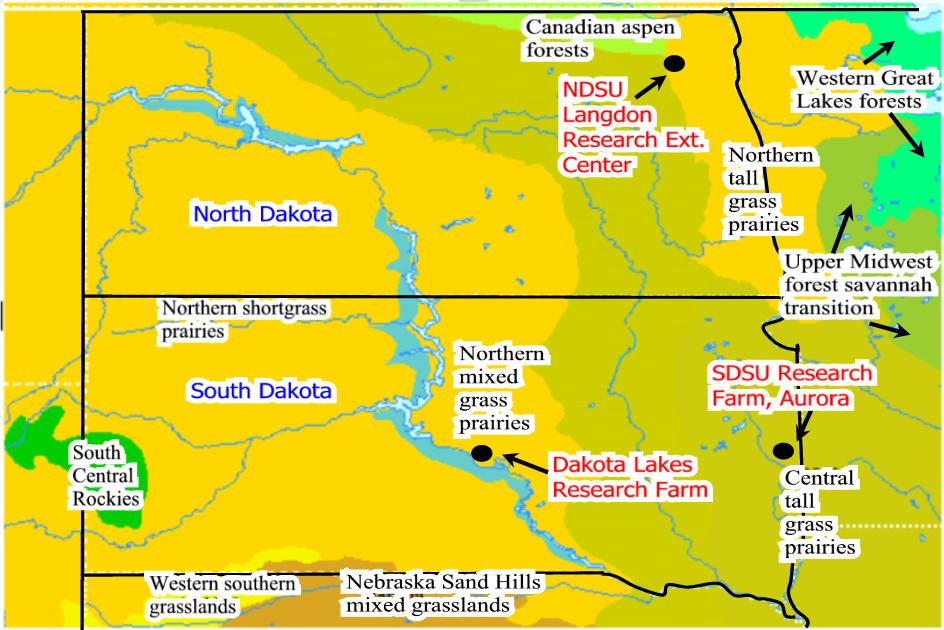 Canadian aspen
forests
NDSU
Langdon
Research Ext.
Center
Western Great
Lakes forests
Northern
tall
grass
prairies
North Dakota
Upper Midwest
forest savannah
transition
Northern shortgrass
prairies
South Dakota
Northern
mixed
grass
prairies
SDSU Research
Farm, Aurora
South
Central
Rockies
Dakota Lakes
Research Farm
Central
tall
grass
prairies
Western southern
grasslands
Nebraska Sand Hills
mixed grasslands